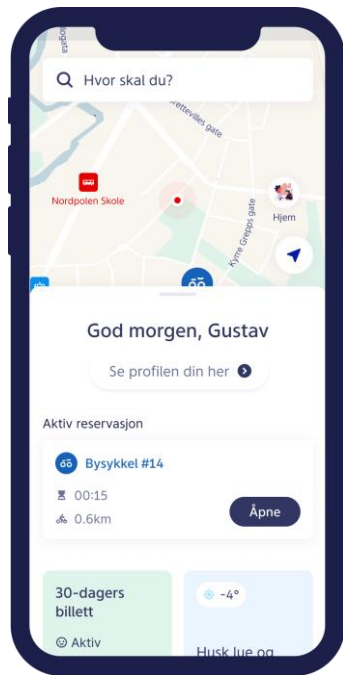 Hvor skal du?
Nordpolen Skole
Hjem
Kyrre Grepps gate
God morgen, Gustav
Se profilen din her
Aktiv reservasjon
Bysykkel #14
00:15
0.6km
Åpne
30-dagers
billett
-4°
Aktiv
Husk lue og